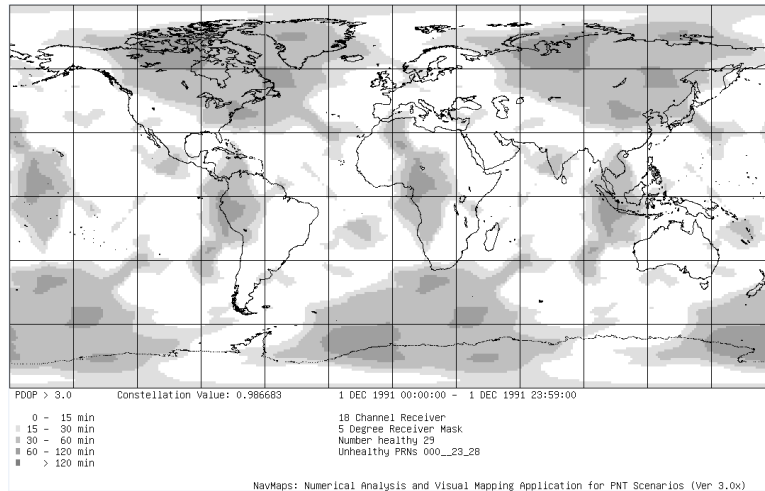 PDOP > 3.0 Constellation Value: 0.986683 1 DEC 1991 00:00:00 - 1 DEC 1991 23:59:00
0 - 15 min 18 Channel Receiver
15 - 30 min 5 Degree Receiver Mask
30 - 60 min Number healthy 29
60 - 120 min Unhealthy PRNs 000__23_28
> 120 min
NavMaps: Numerical Analysis and Visual Mapping Application for PNT Scenarios (Ver 3.0x)